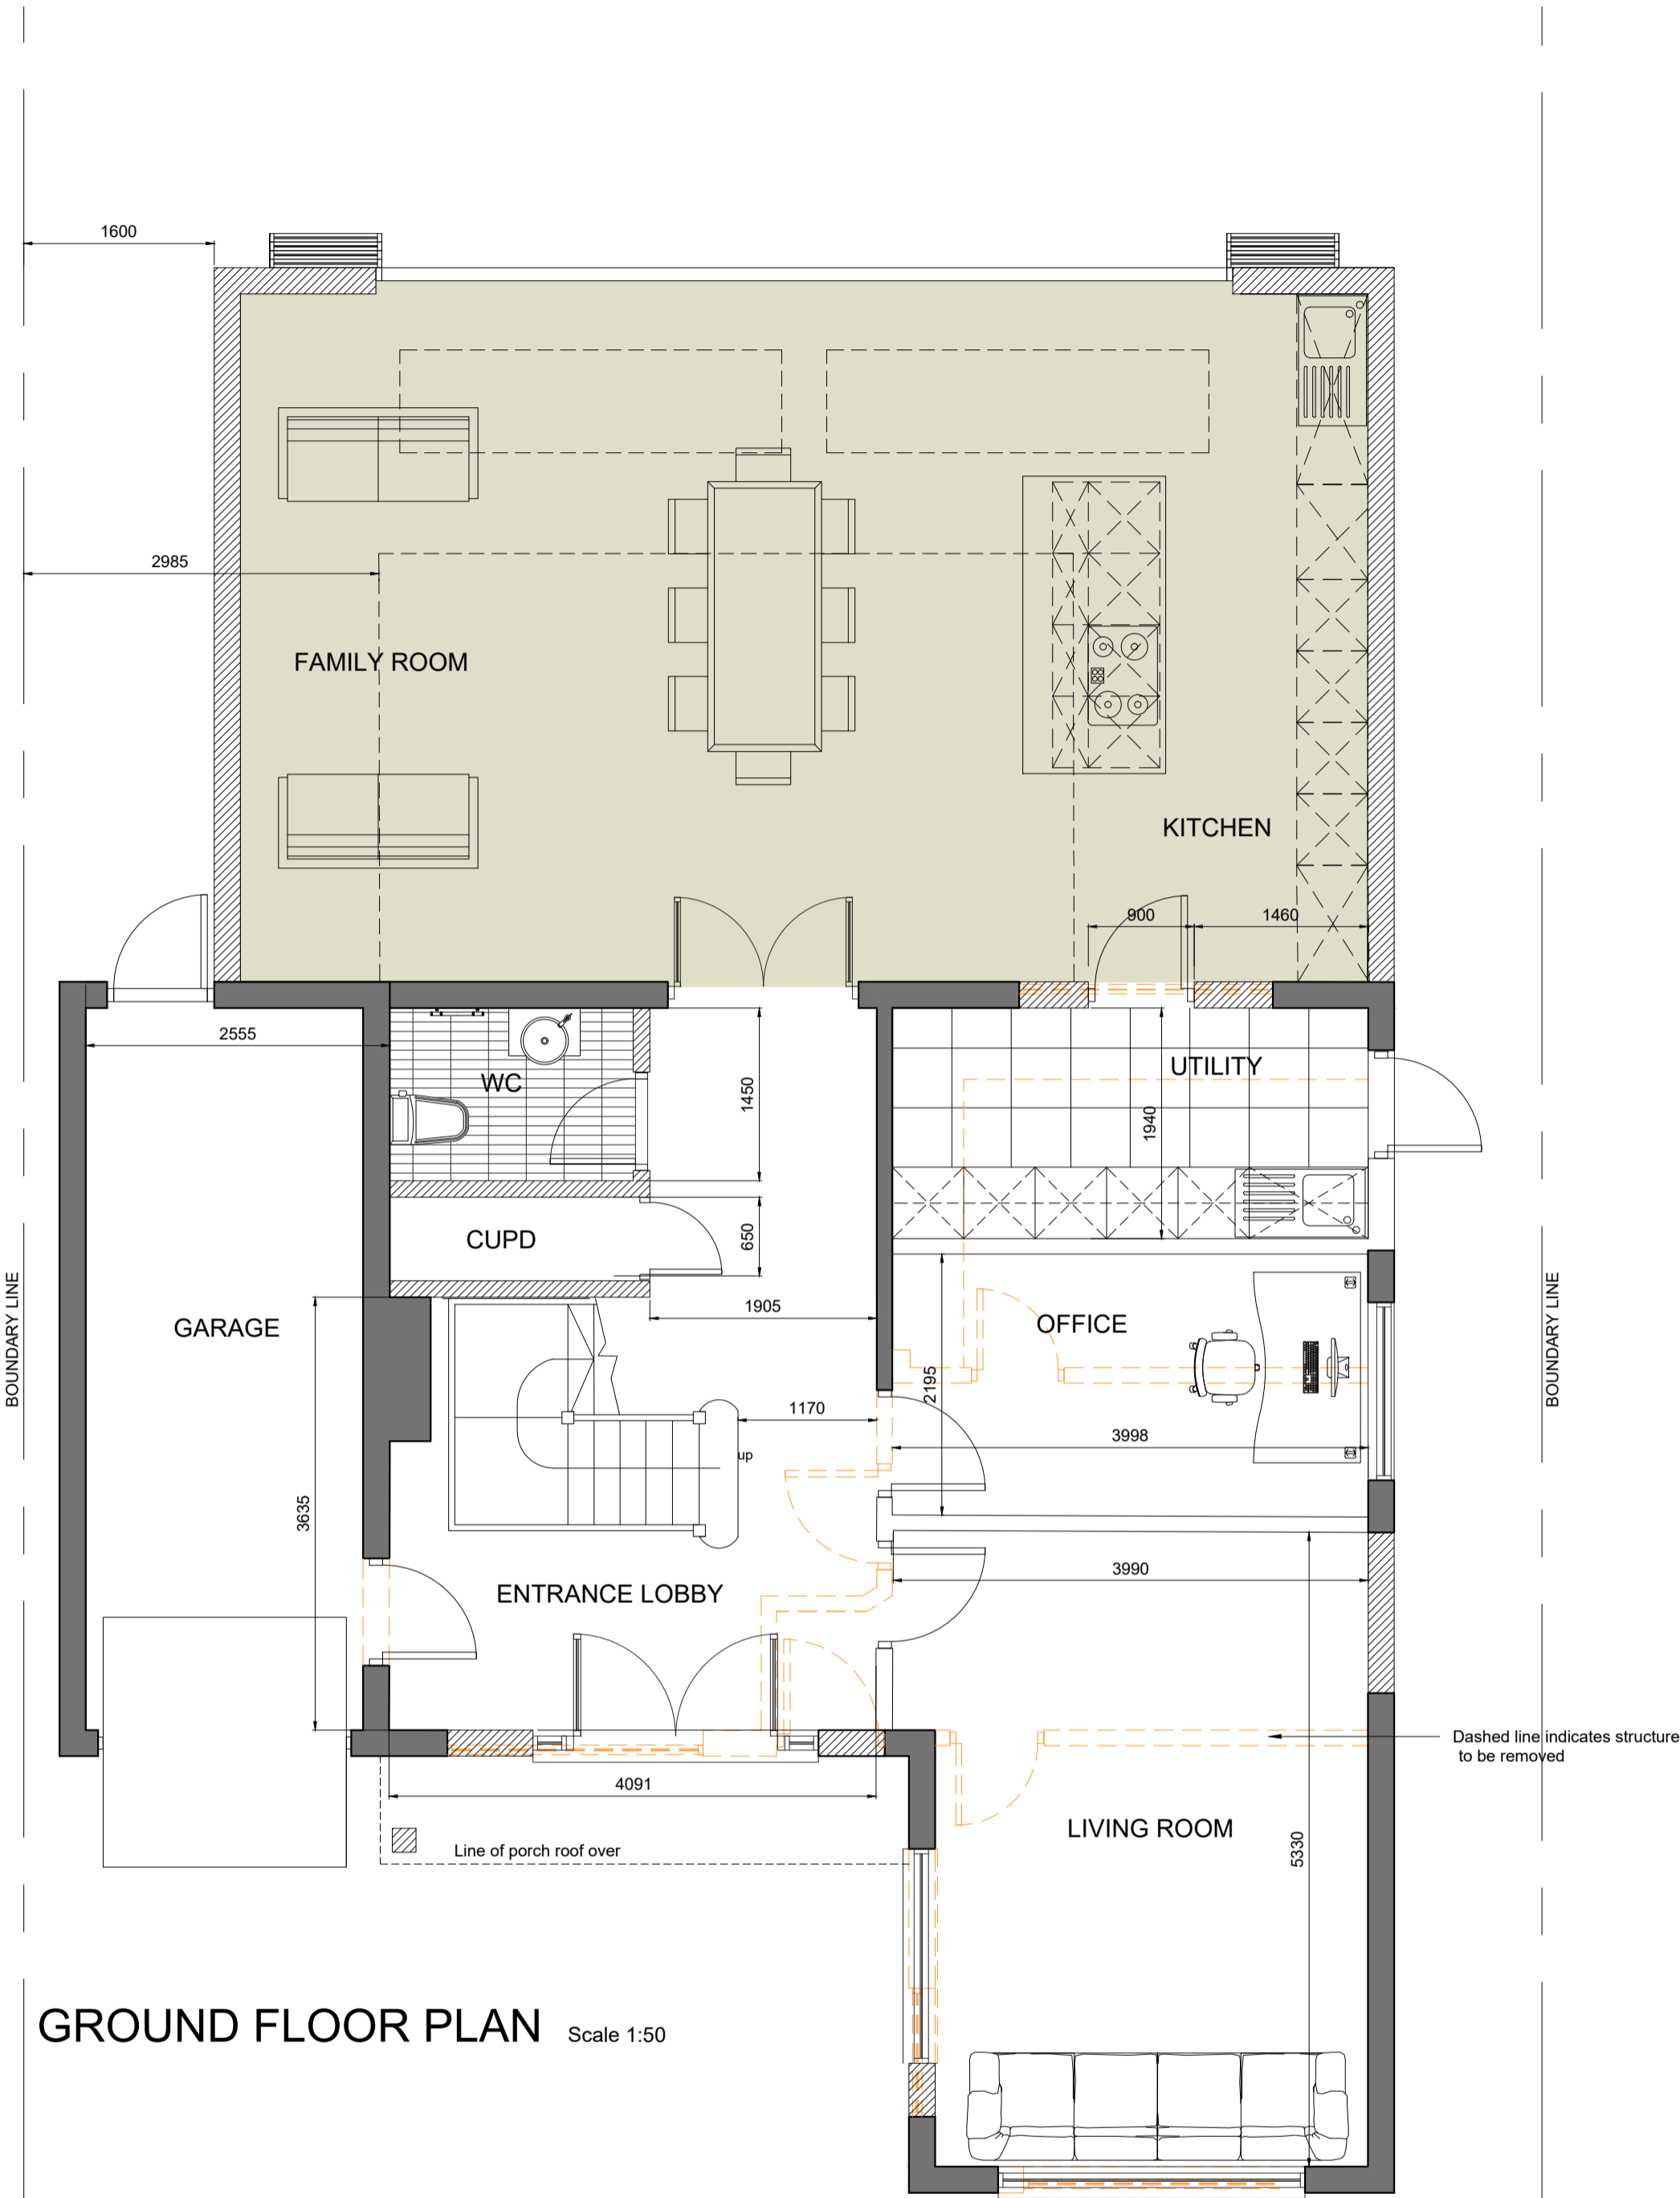 1600
2985
FAMILY ROOM
KITCHEN
900
1460
2555
WC
1450
UTILITY
1940
CUPD
650
1905
GARAGE
OFFICE
2195
1170
3998
up
3635
ENTRANCE LOBBY
3990
BOUNDARY LINE
BOUNDARY LINE
Dashed line indicates structure
to be removed
4091
LIVING ROOM
5330
Line of porch roof over
GROUND FLOOR PLAN Scale 1:50